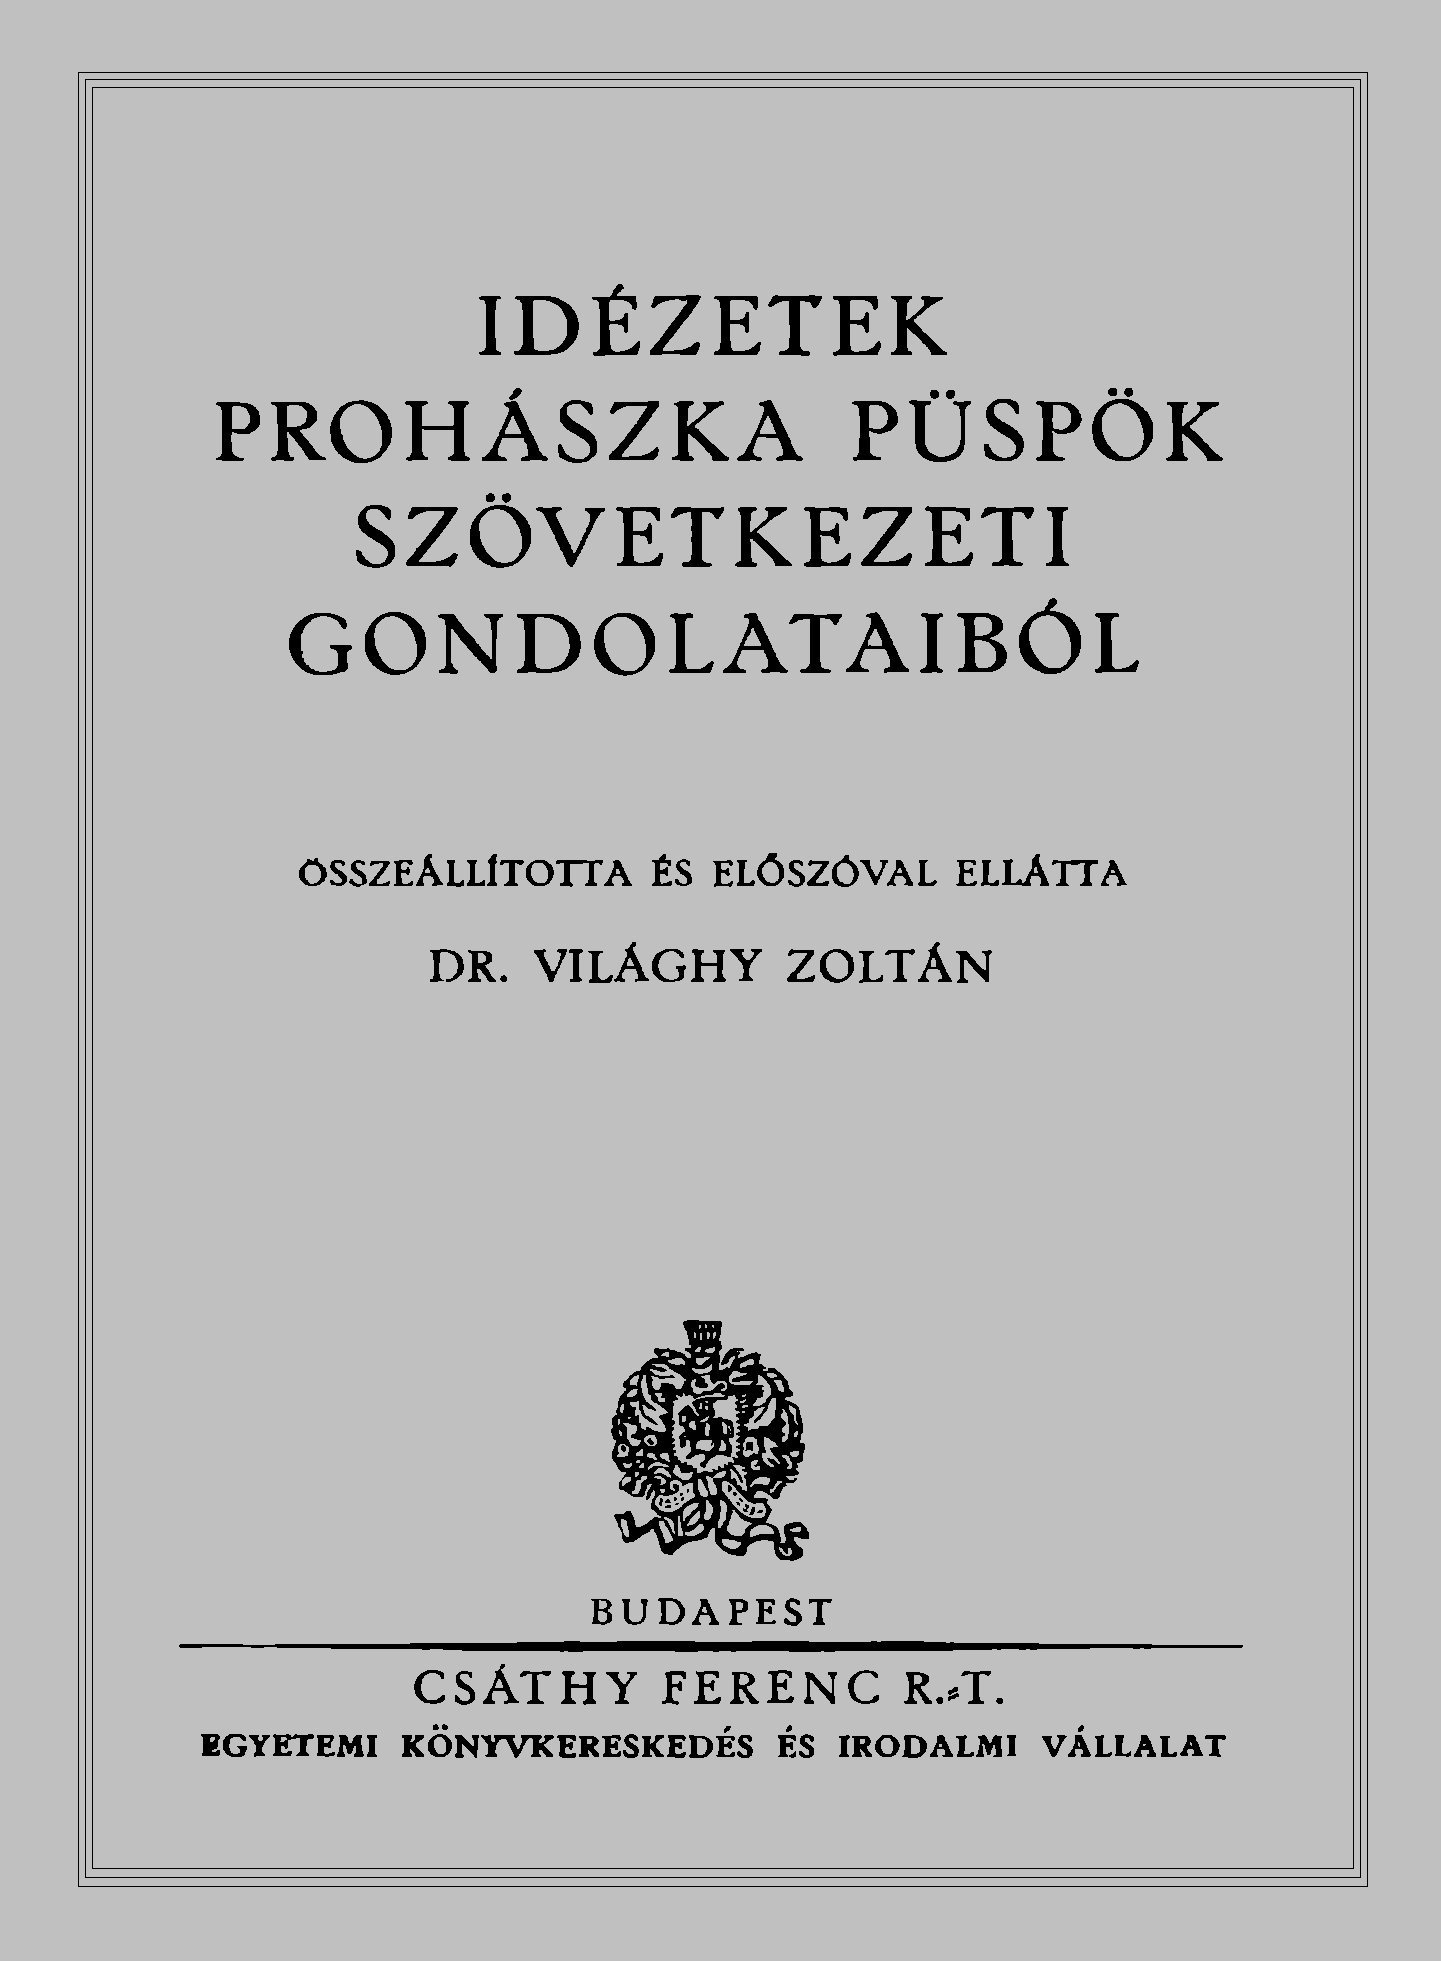 IDÉZETEK
PROHÁSZKA PÜSPÖK
SZÖVETKEZETI
GONDOLATAIBÓL
ÖSSZEÁLLÍTOTTA ÉS ELŐSZÓVAL ELLÁTTA
DR. VILÁGHY ZOLTÁN
BUDAPEST
CSÁTHY FERENC R.-T.
EGYETEMI KÖNYVKERESKEDÉS ÉS IRODALMI VÁLLALAT